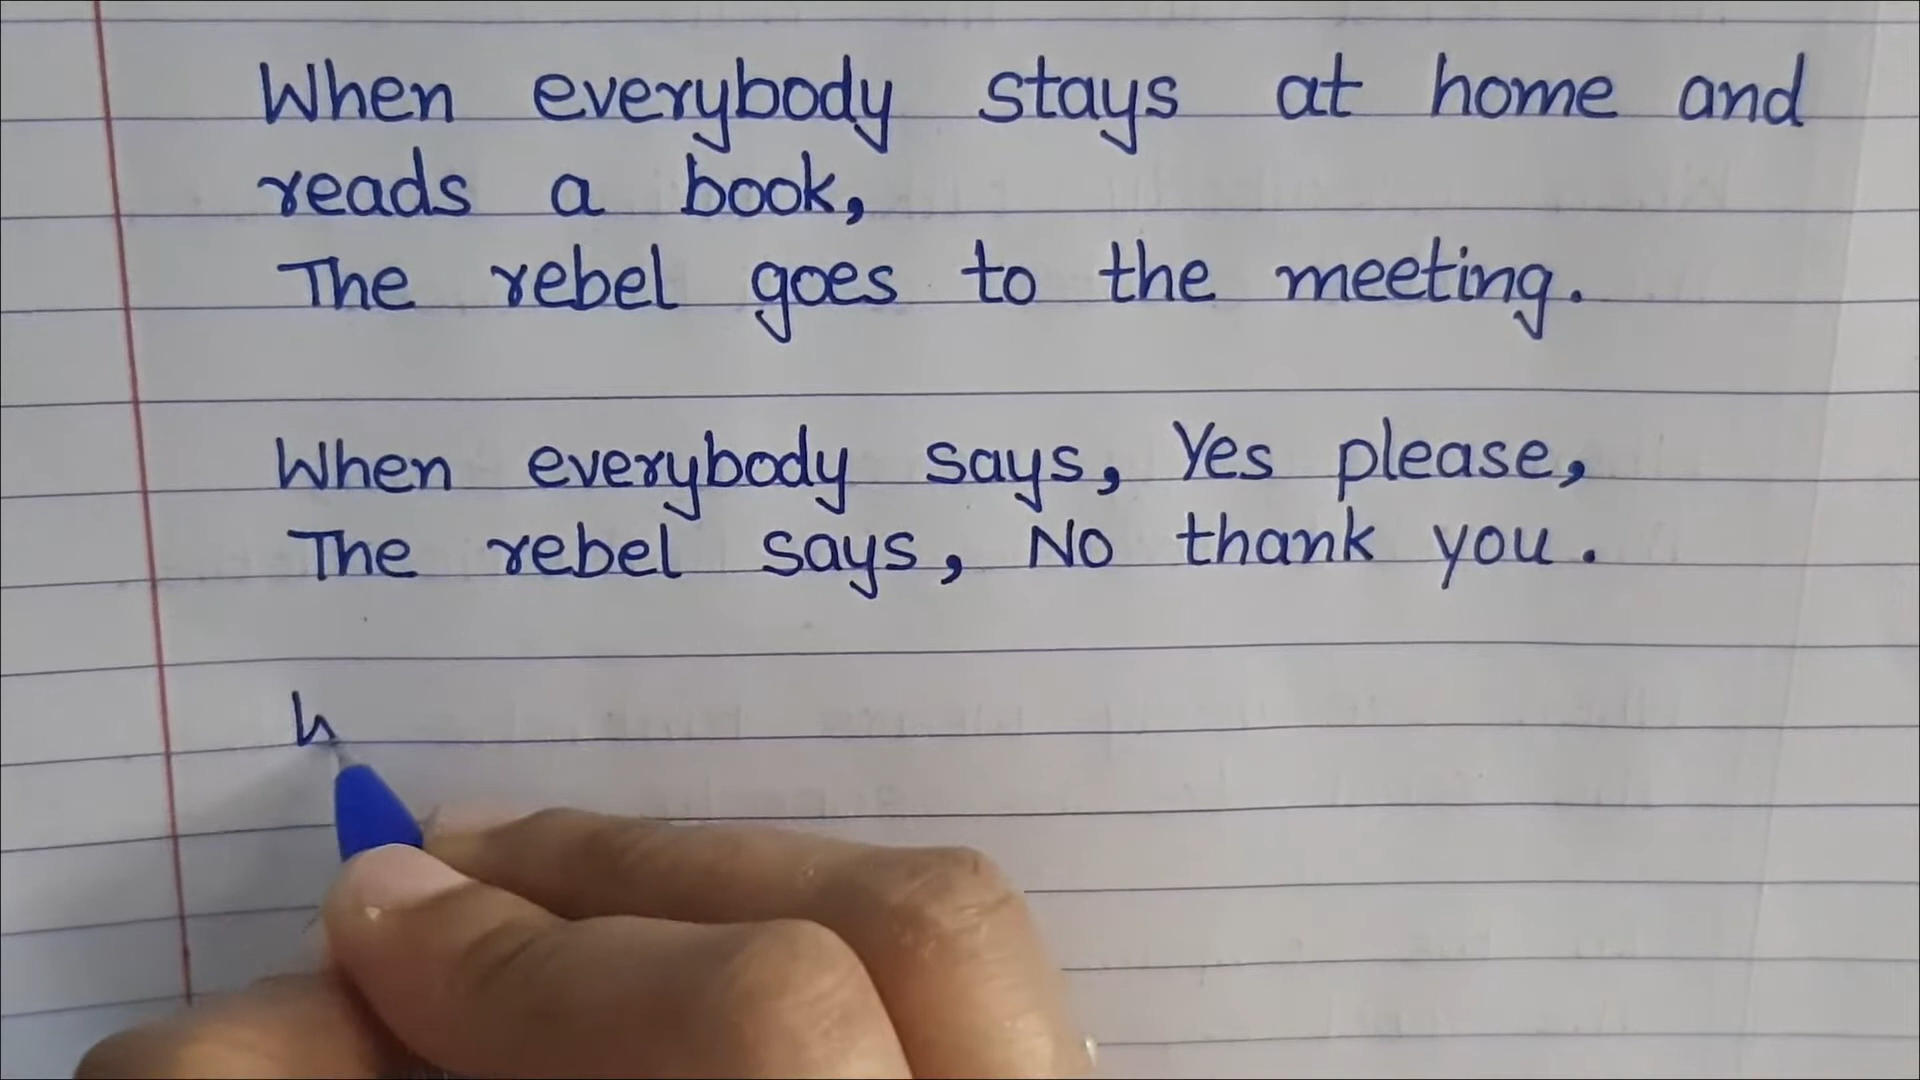 When everybody stays at home and
reads a book,
The rebel goes to the meeting.
When everybody says, Yes please,
The rebel says, No thank you.